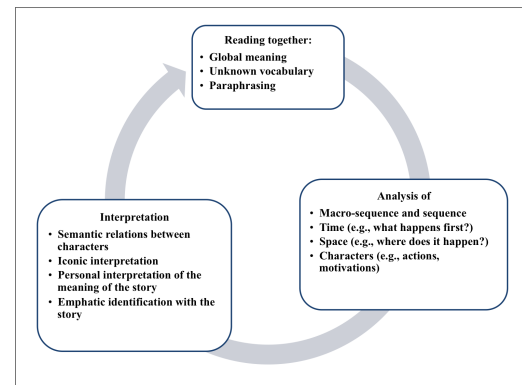 Reading together:
• Global meaning
• Unknown vocabulary
• Paraphrasing
Analysis of
• Macro-sequence and sequence
• Time (e.g., what happens first?)
• Space (e.g., where does it happen?)
• Characters (e.g., actions,
motivations)
Interpretation
• Semantic relations between
characters
• Iconic interpretation
• Personal interpretation of the
meaning of the story
• Emphatic identification with the
story